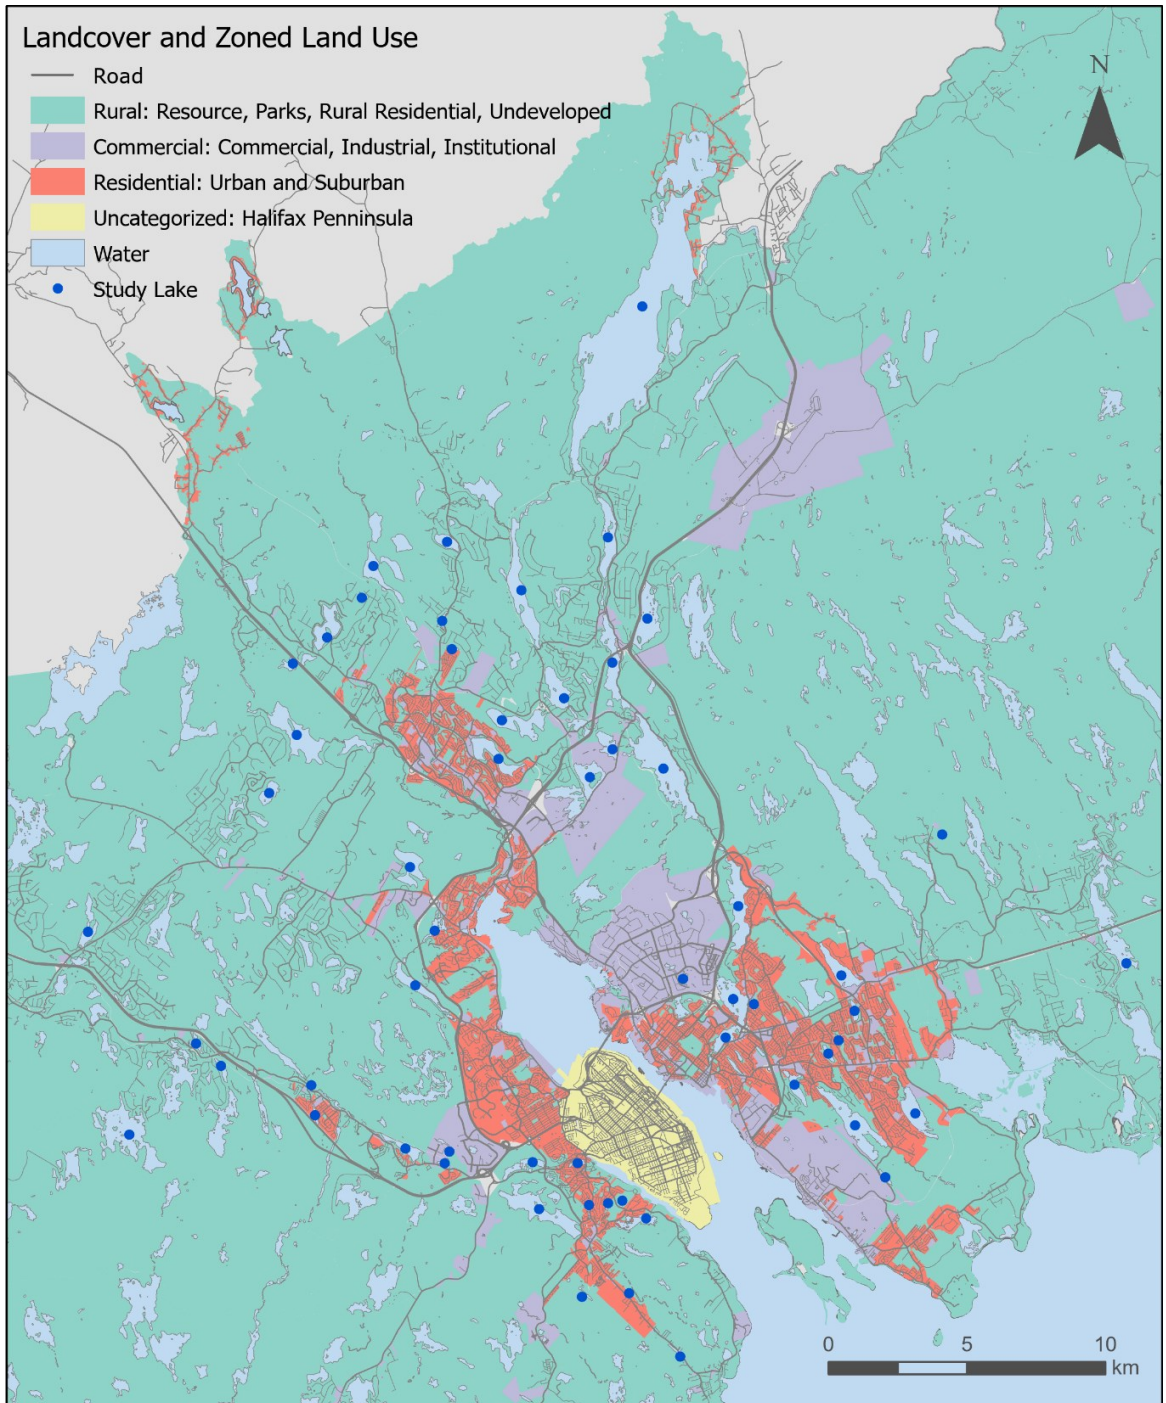 Landcover and Zoned Land Use
Road
Rural: Resource, Parks, Rural Residential, Undeveloped
Commercial: Commercial, Industrial, Institutional
Residential: Urban and Suburban
Uncategorized: Halifax Penninsula
Water
Study Lake
N
0 5 10
km